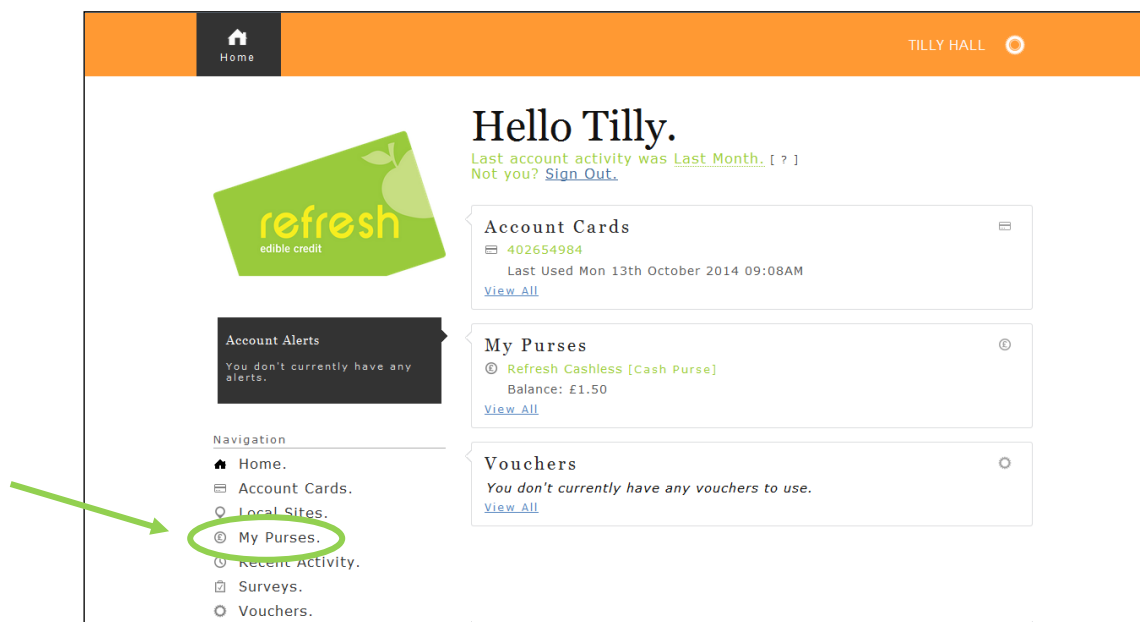 Home
TILLY HALL
refresh
edible credit
Account Alerts
You don't currently have any
alerts.
Navigation
Home.
Account Cards.
Local Sites.
My Purses.
Recent Activity.
Surveys.
Vouchers.
Hello Tilly.
Last account activity was Last Month. [ ? ]
Not you? Sign Out.
Account Cards
402654984
Last Used Mon 13th October 2014 09:08AM
View All
My Purses
Refresh Cashless [Cash Purse]
Balance: £1.50
View All
Vouchers
You don't currently have any vouchers to use.
View All